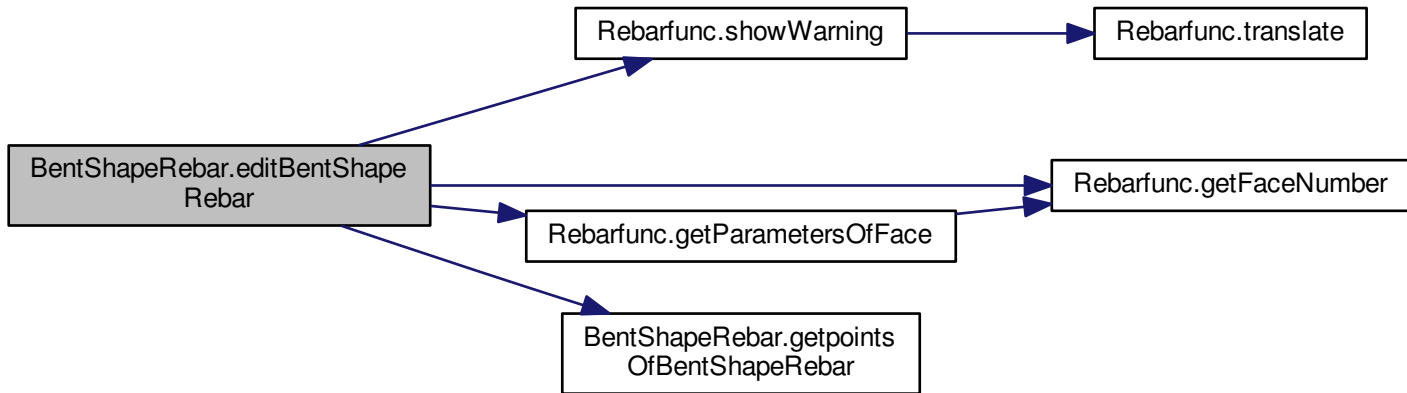 Rebarfunc.showWarning
Rebarfunc.translate
BentShapeRebar.editBentShape
Rebar
Rebarfunc.getFaceNumber
Rebarfunc.getParametersOfFace
BentShapeRebar.getpoints
OfBentShapeRebar